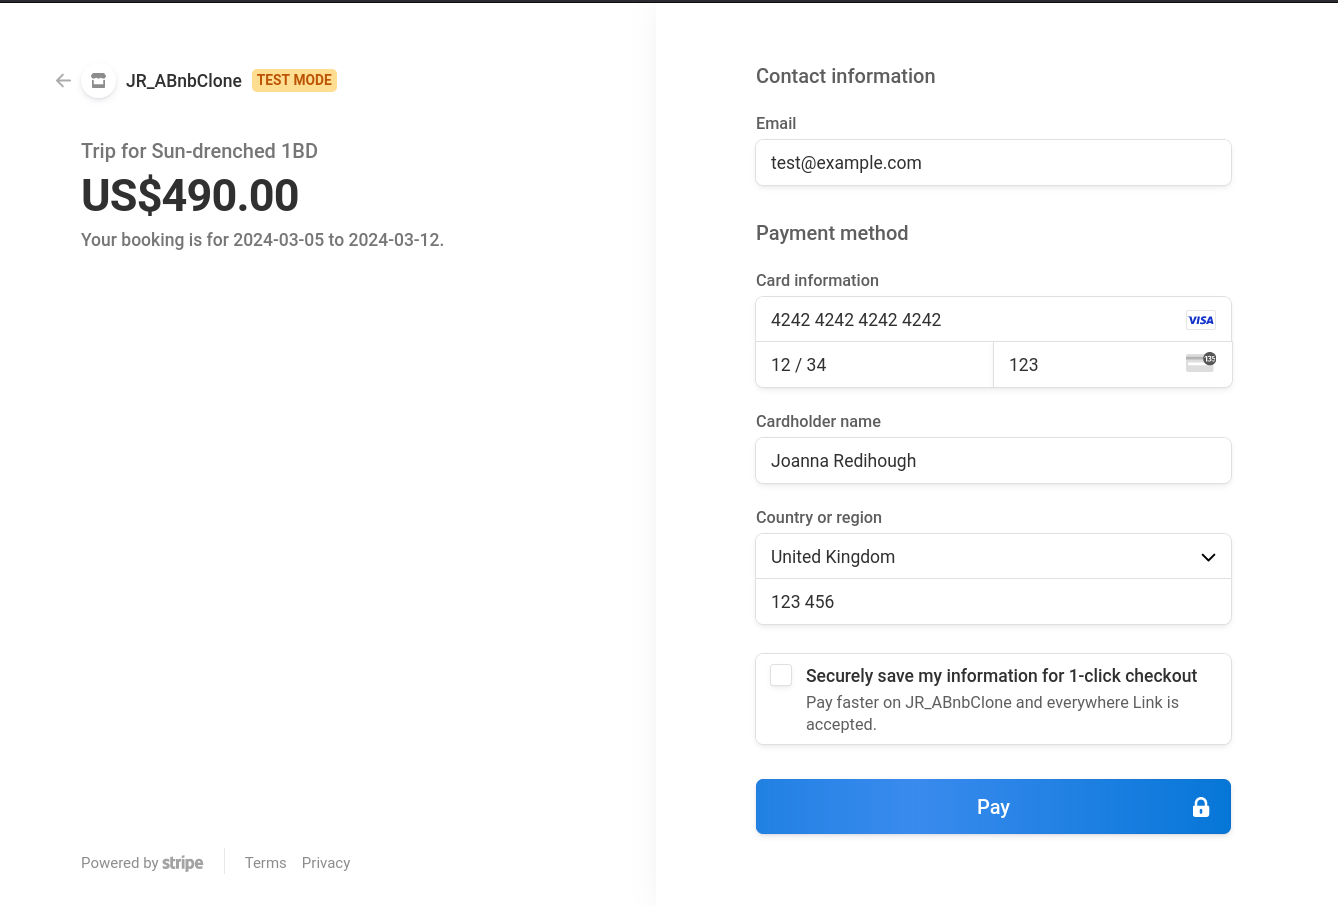 JR_ABnbClone TEST MODE
Trip for Sun-drenched 1BD
US$490.00
Your booking is for 2024-03-05 to 2024-03-12.
Powered by stripe
Terms Privacy
Contact information
Email
test@example.com
Payment method
Card information
4242 4242 4242 4242 VISA
12 / 34 123 135
Cardholder name
Joanna Redihough
Country or region
United Kingdom
123 456
Securely save my information for 1-click checkout
Pay faster on JR_ABnbClone and everywhere Link is
accepted.
Pay